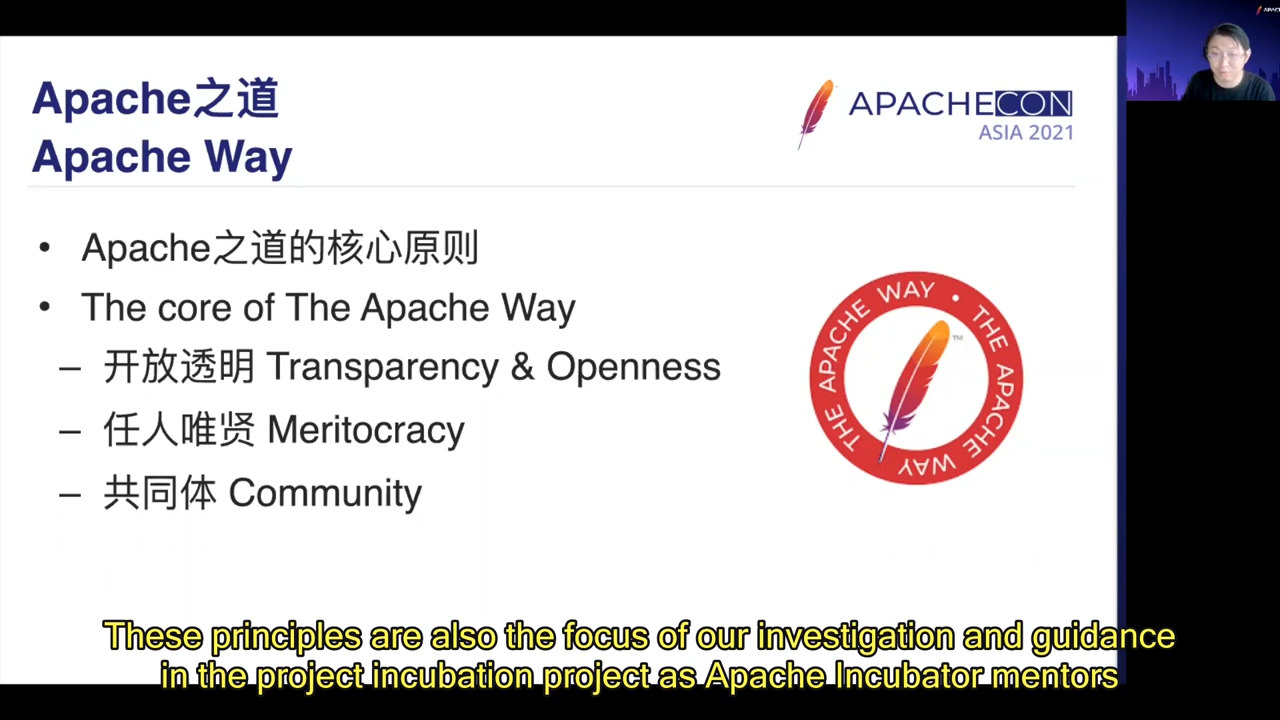 Apache之道
Apache Way
APACHECON
ASIA 2021
• Apache之道的核心原则
• The core of The Apache Way
– 开放透明 Transparency & Openness
– 任人唯贤 Meritocracy
– 共同体 Community
THE APACHE WAY • THE APACHE WAY
TM
These principles are also the focus of our investigation and guidance
in the project incubation project as Apache Incubator mentors